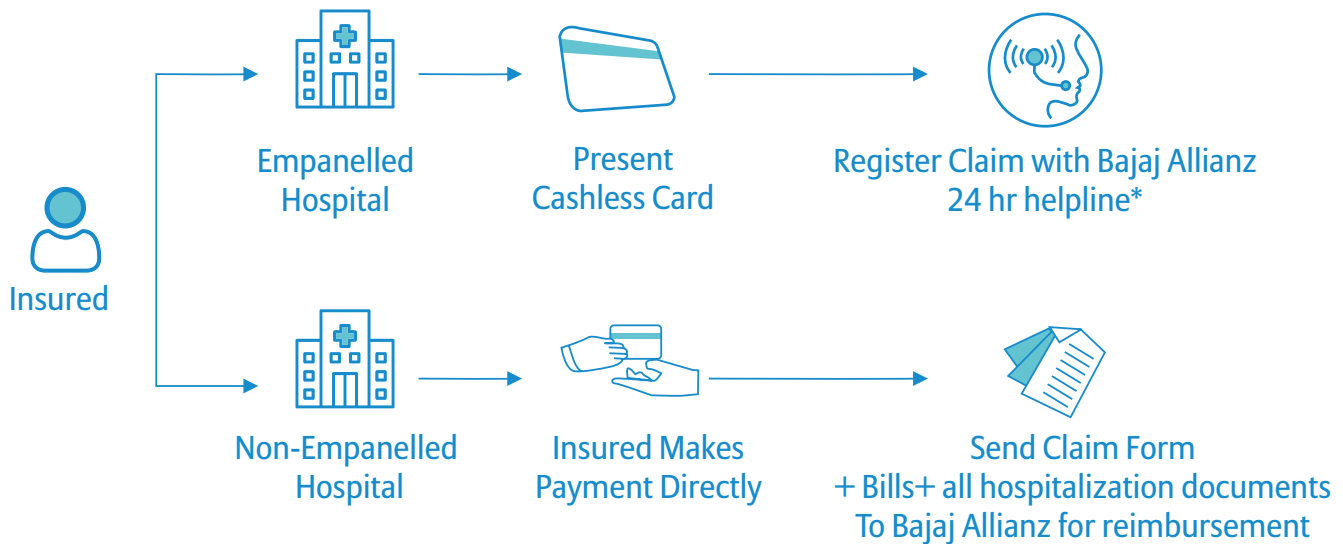 Empanelled
Hospital
Present
Cashless Card
Register Claim with Bajaj Allianz
24 hr helpline*
Insured
Non-Empanelled
Hospital
Insured Makes
Payment Directly
Send Claim Form
+ Bills+ all hospitalization documents
To Bajaj Allianz for reimbursement